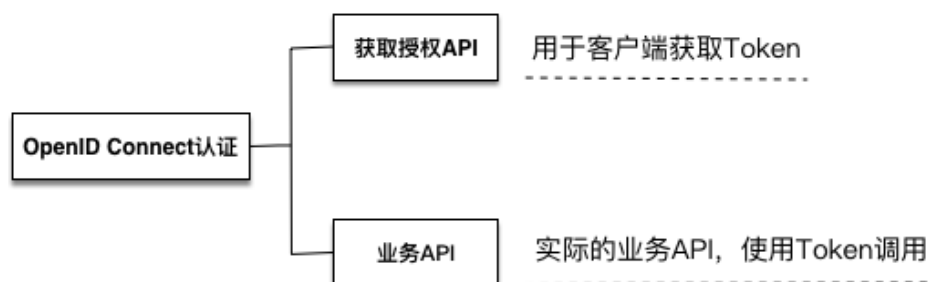 获取授权API
用于客户端获取Token
OpenID Connect认证
业务API
实际的业务API，使用Token调用